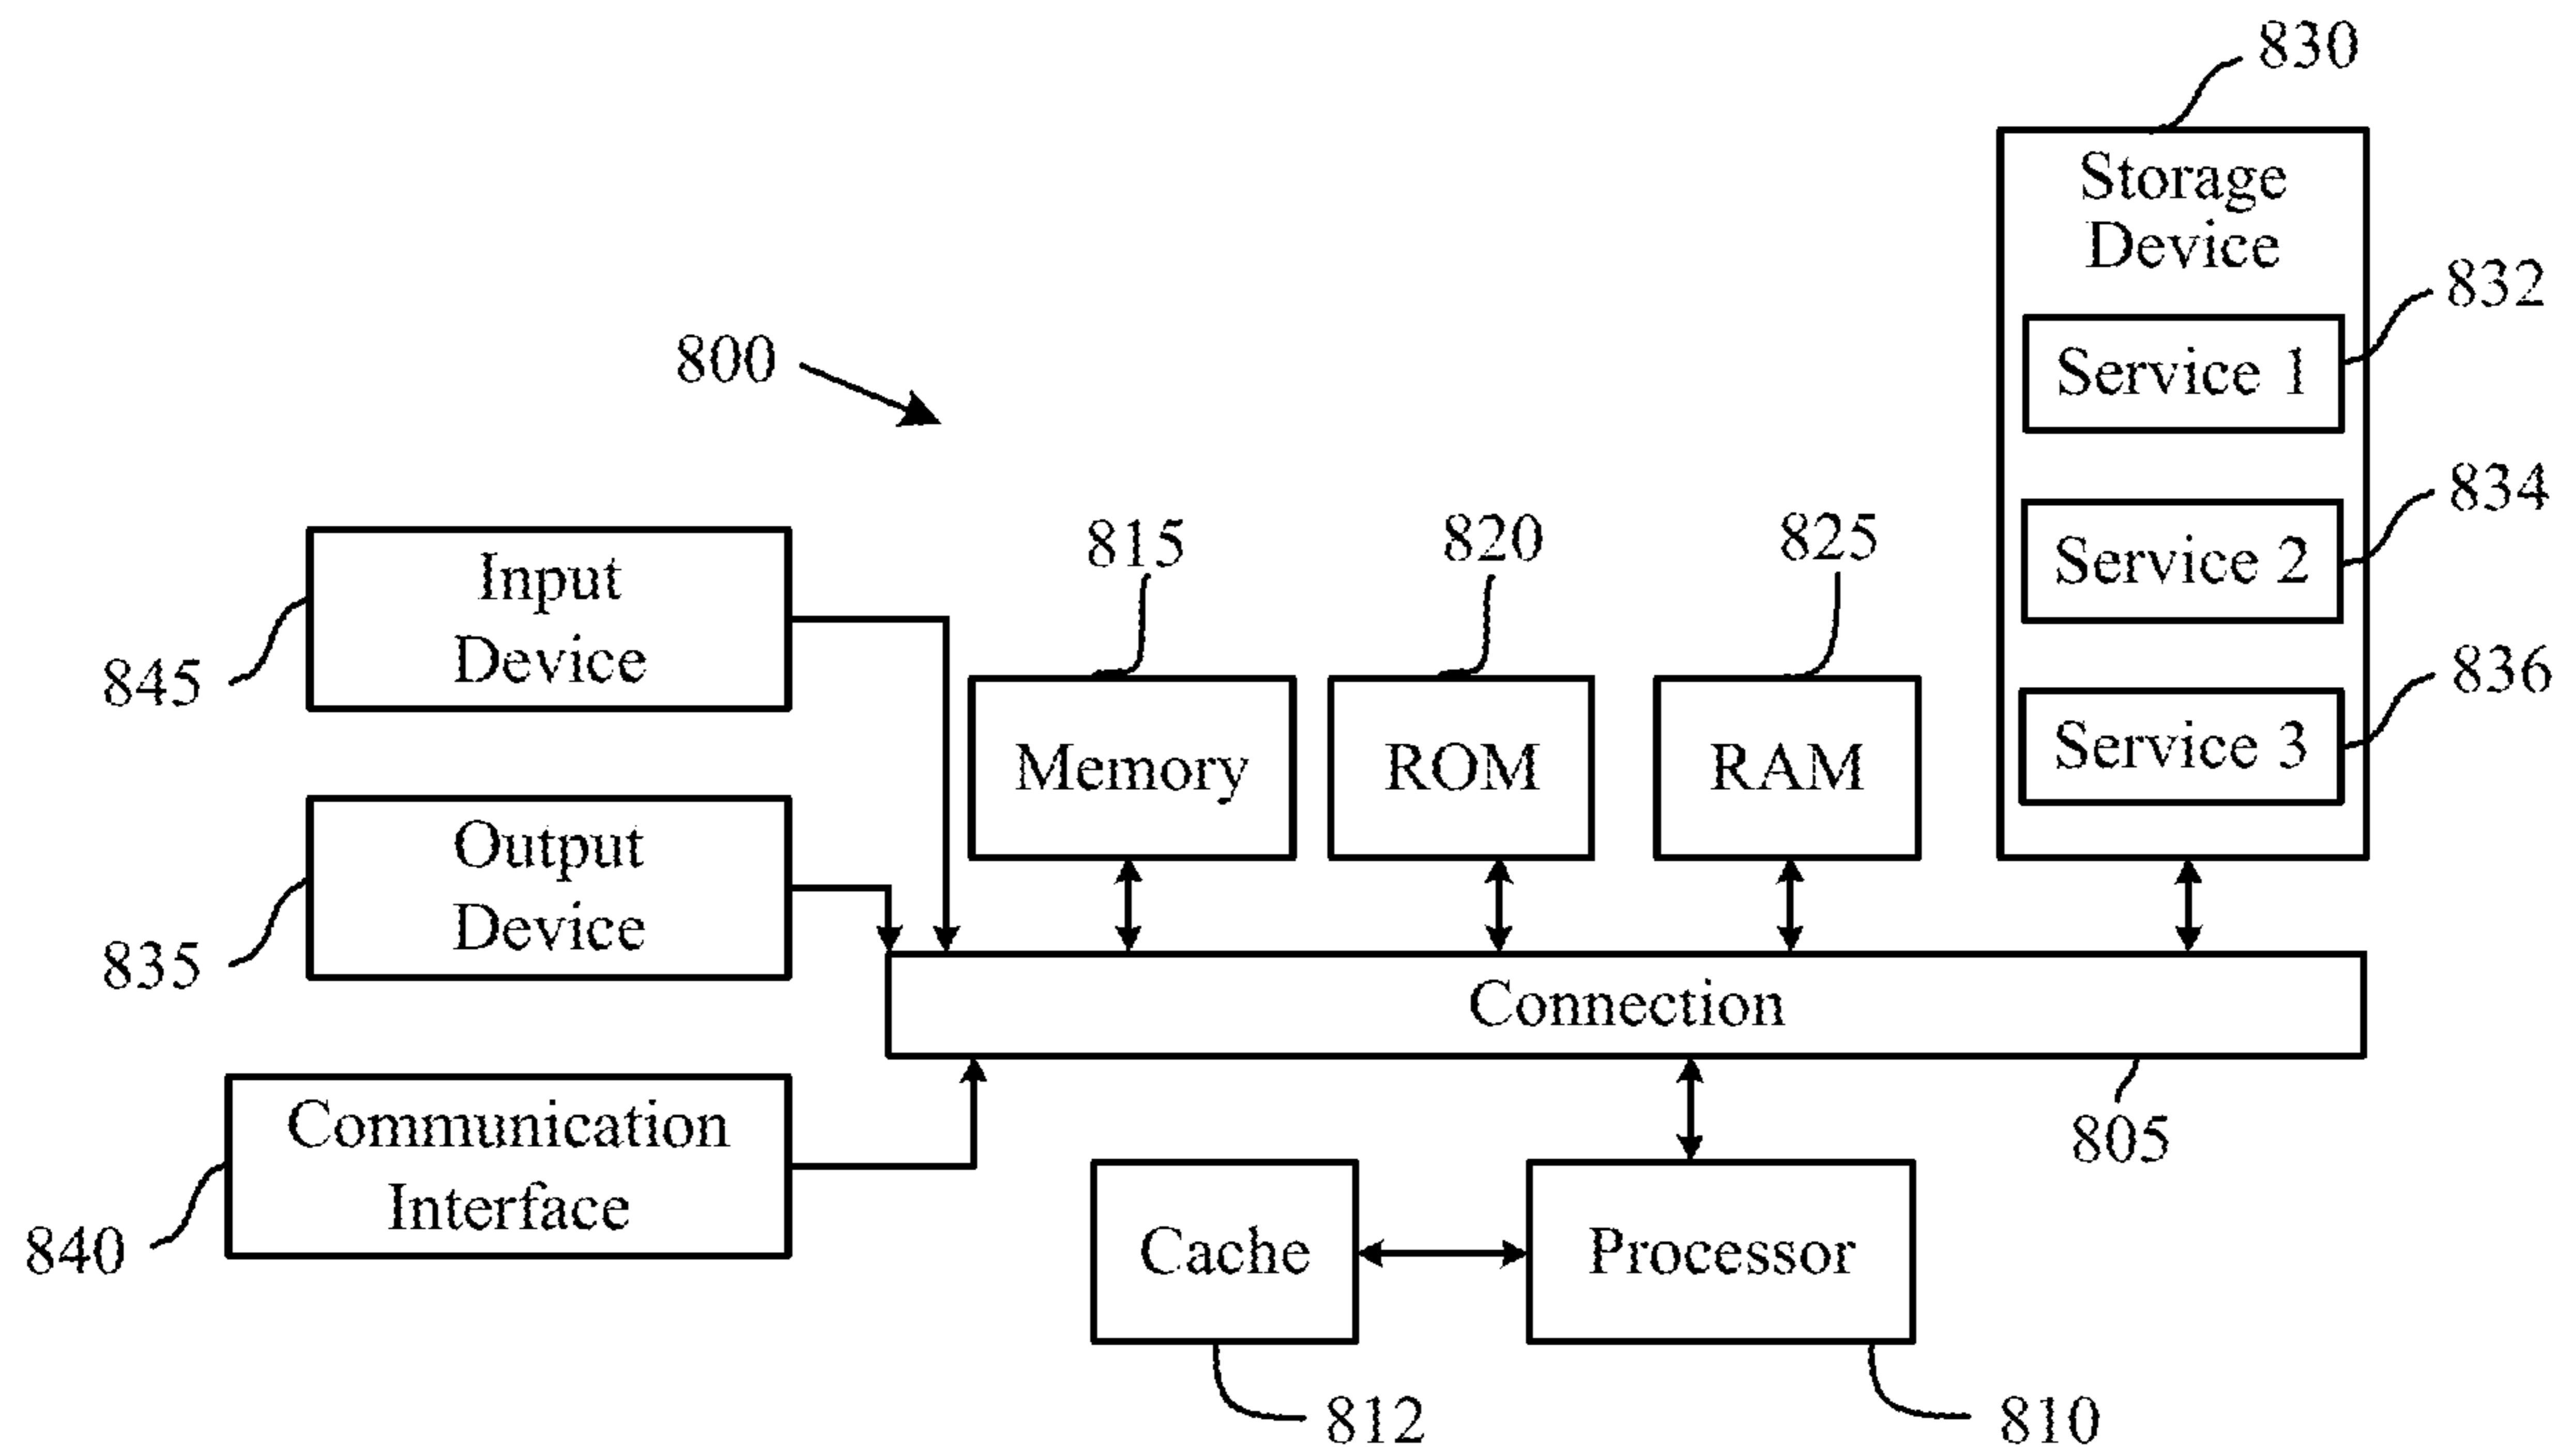 830
Storage
Device
832
Service 1
800
834
Service 2
815
820
825
Input
Device
845
836
Service 3
Memory
ROM
RAM
Output
Device
835
Connection
805
Communication
Interface
840
Cache
Processor
812
810